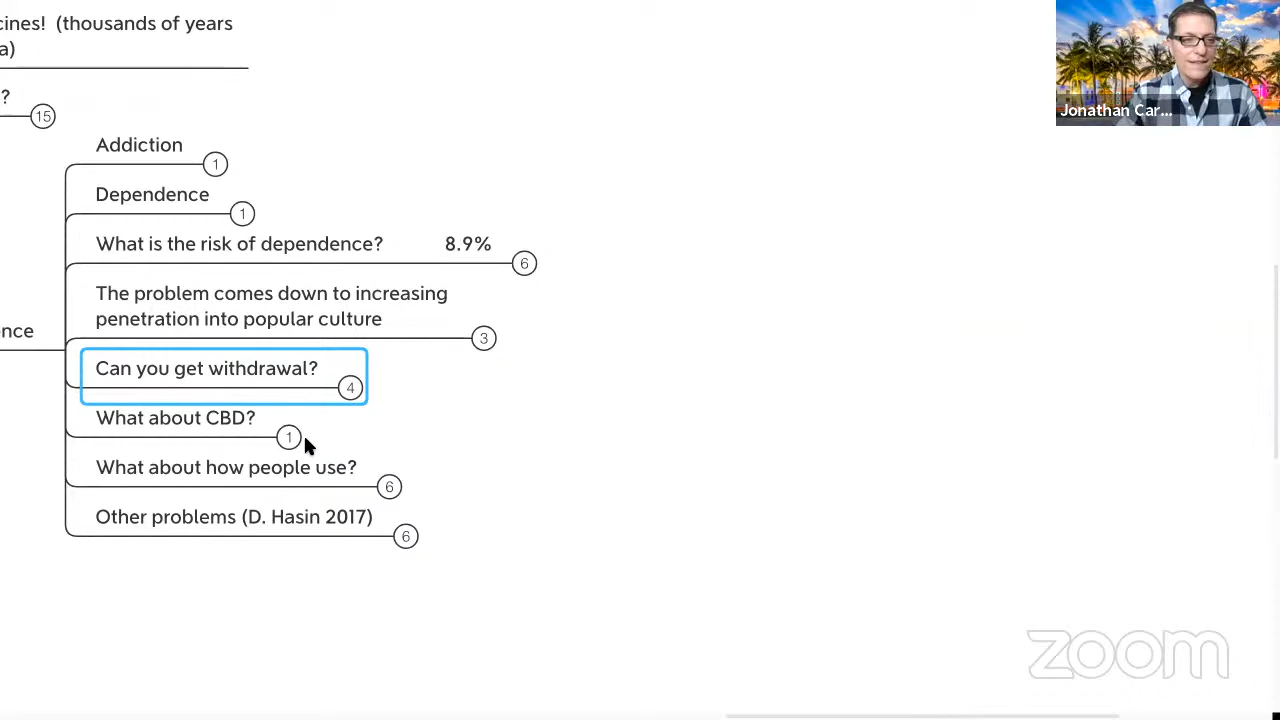 cines! (thousands of years
a)
?
15
Addiction
1
Dependence
1
What is the risk of dependence? 8.9%
6
The problem comes down to increasing
penetration into popular culture
3
ence
Can you get withdrawal?
4
What about CBD?
1
What about how people use?
6
Other problems (D. Hasin 2017)
6
Jonathan Car...
zoom